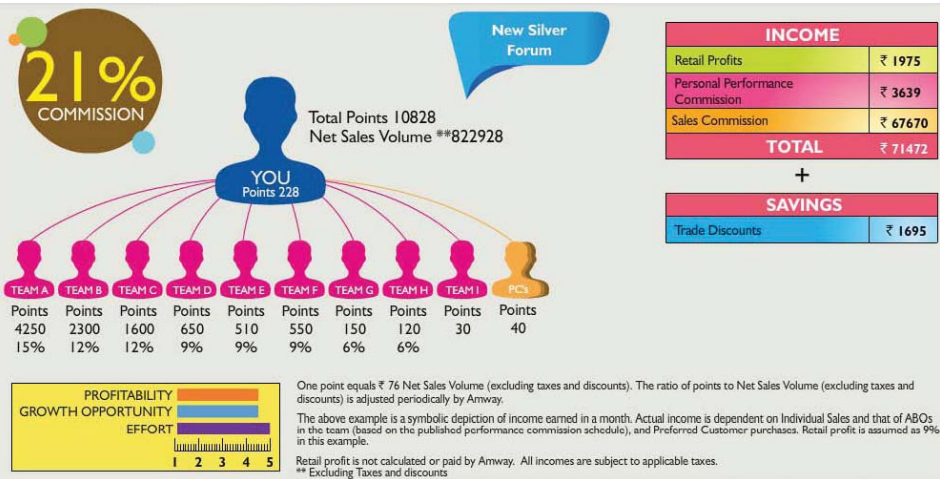 21%
COMMISSION
New Silver
Forum
Total Points 10828
Net Sales Volume **822928
YOU
Points 228
TEAM A TEAM B TEAM C TEAM D TEAM E TEAM F TEAM G TEAM H TEAM I PC's
Points Points Points Points Points Points Points Points Points Points
4250 2300 1600 650 510 550 150 120 30 40
15% 12% 12% 9% 9% 9% 6% 6%
INCOME
Retail Profits ₹ 1975
Personal Performance
Commission ₹ 3639
Sales Commission ₹ 67670
TOTAL ₹ 71472
+
SAVINGS
Trade Discounts ₹ 1695
PROFITABILITY
GROWTH OPPORTUNITY
EFFORT
1 2 3 4 5
One point equals ₹ 76 Net Sales Volume (excluding taxes and discounts). The ratio of points to Net Sales Volume (excluding taxes and
discounts) is adjusted periodically by Amway.
The above example is a symbolic depiction of income earned in a month. Actual income is dependent on Individual Sales and that of ABOs
in the team (based on the published performance commission schedule), and Preferred Customer purchases. Retail profit is assumed as 9%
in this example.
Retail profit is not calculated or paid by Amway. All incomes are subject to applicable taxes.
** Excluding Taxes and discounts